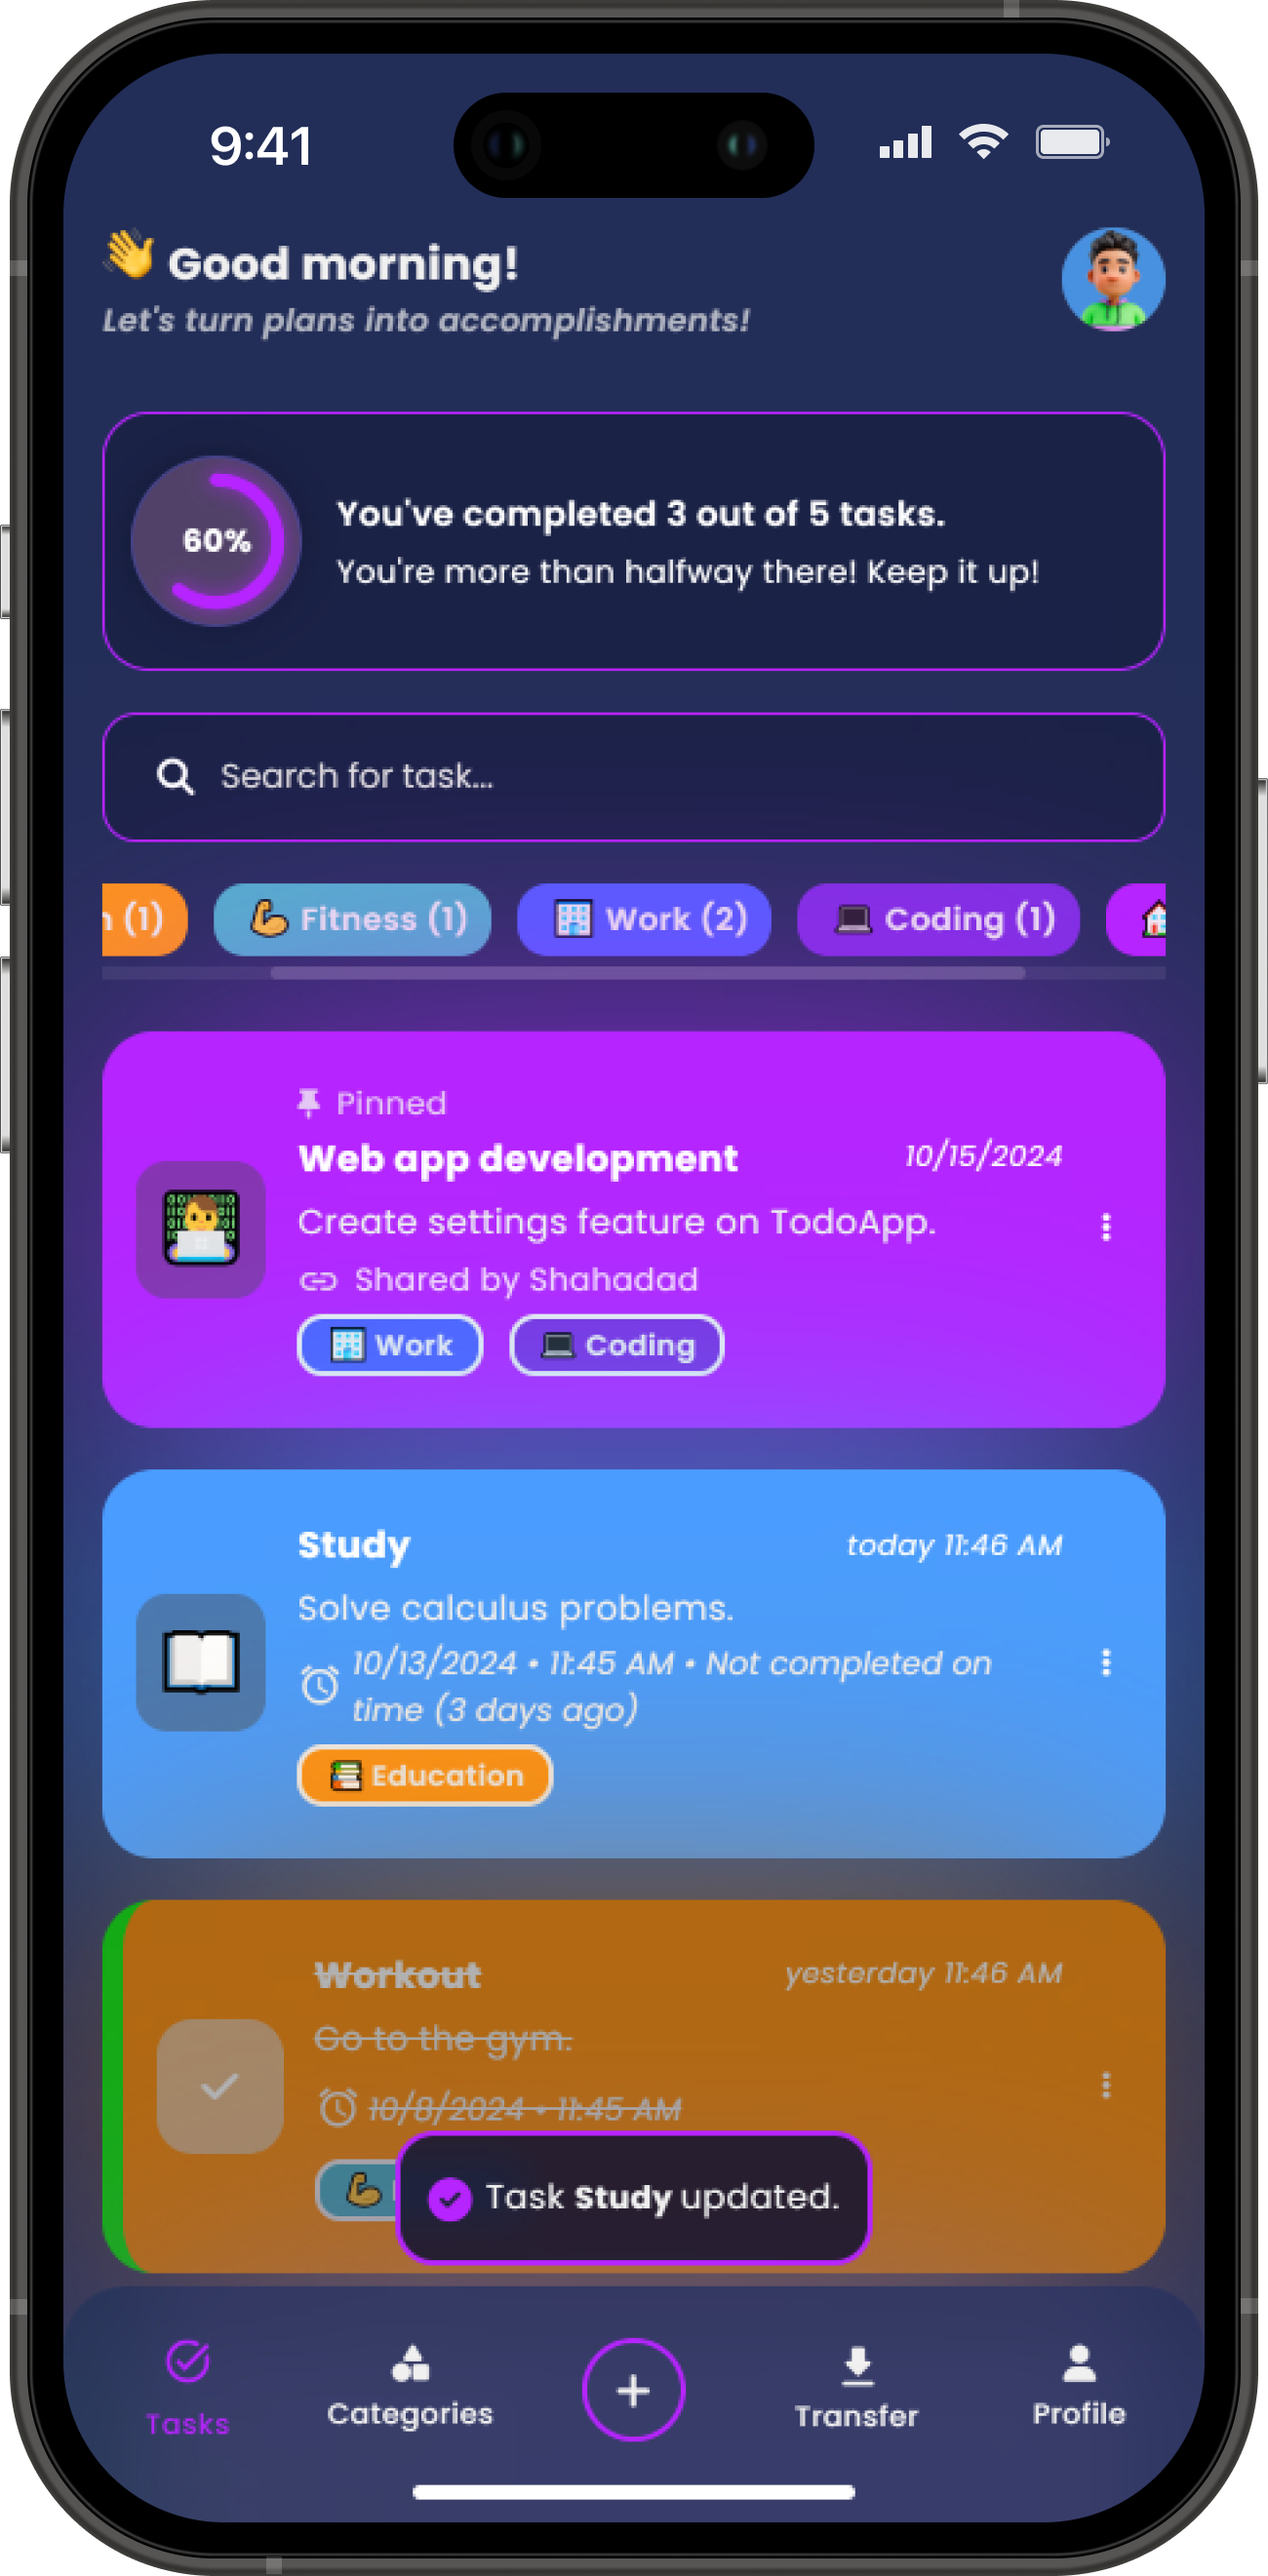 9:41
👋 Good morning!
Let's turn plans into accomplishments!
60%
You've completed 3 out of 5 tasks.
You're more than halfway there! Keep it up!
Search for task...
(1)
Fitness (1)
Work (2)
Coding (1)
Pinned
Web app development
10/15/2024
Create settings feature on TodoApp.
Shared by Shahadad
Work
Coding
Study
today 11:46 AM
Solve calculus problems.
10/13/2024 • 11:45 AM • Not completed on
time (3 days ago)
Education
Workout
yesterday 11:46 AM
Go to the gym.
10/8/2024 • 11:45 AM
Task Study updated.
Tasks
Categories
Transfer
Profile